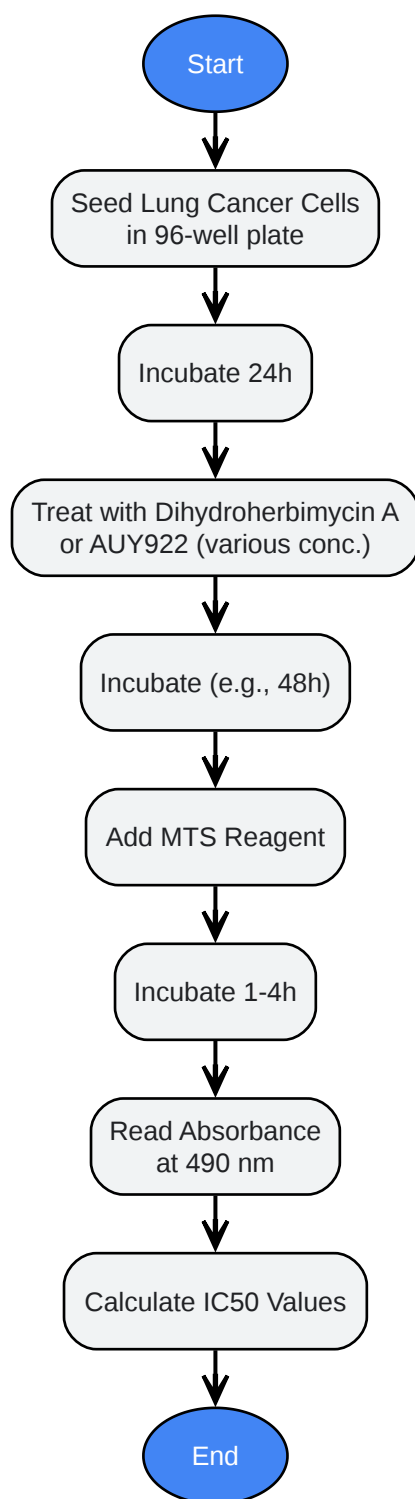 Start
Seed Lung Cancer Cells
in 96-well plate
Incubate 24h
Treat with Dihydroherbimycin A
or AUY922 (various conc.)
Incubate (e.g., 48h)
Add MTS Reagent
Incubate 1-4h
Read Absorbance
at 490 nm
Calculate IC50 Values
End